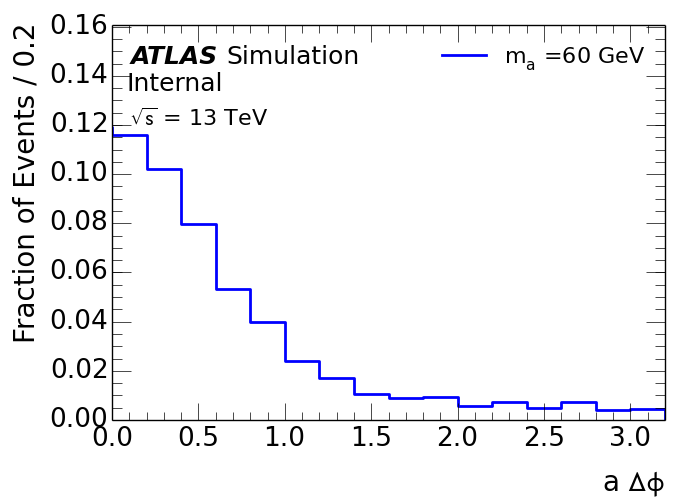 Fraction of Events / 0.2
0.16
0.14
0.12
0.10
0.08
0.06
0.04
0.02
0.00
ATLAS Simulation
Internal
√s = 13 TeV
mₐ =60 GeV
0.0 0.5 1.0 1.5 2.0 2.5 3.0
a Δϕ